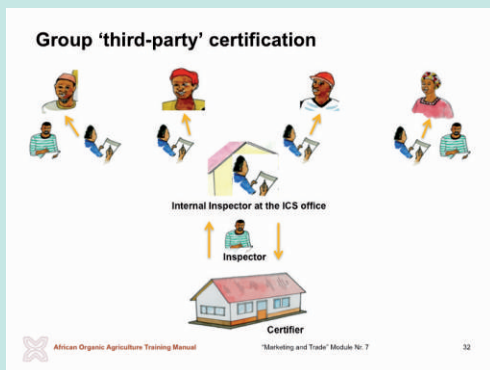 Group ‘third-party’ certification
Internal Inspector at the ICS office
Inspector
Certifier
African Organic Agriculture Training Manual "Marketing and Trade" Module Nr. 7 32